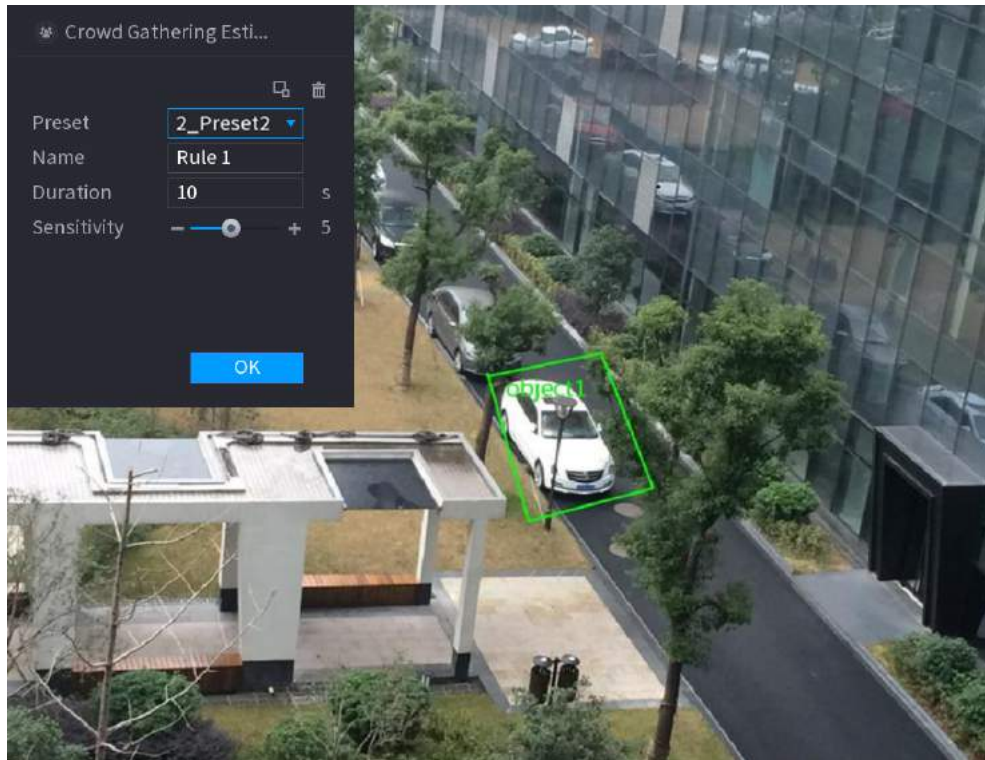 Crowd Gathering Esti...
Preset 2_Preset2
Name Rule 1
Duration 10 s
Sensitivity 5
OK
object1